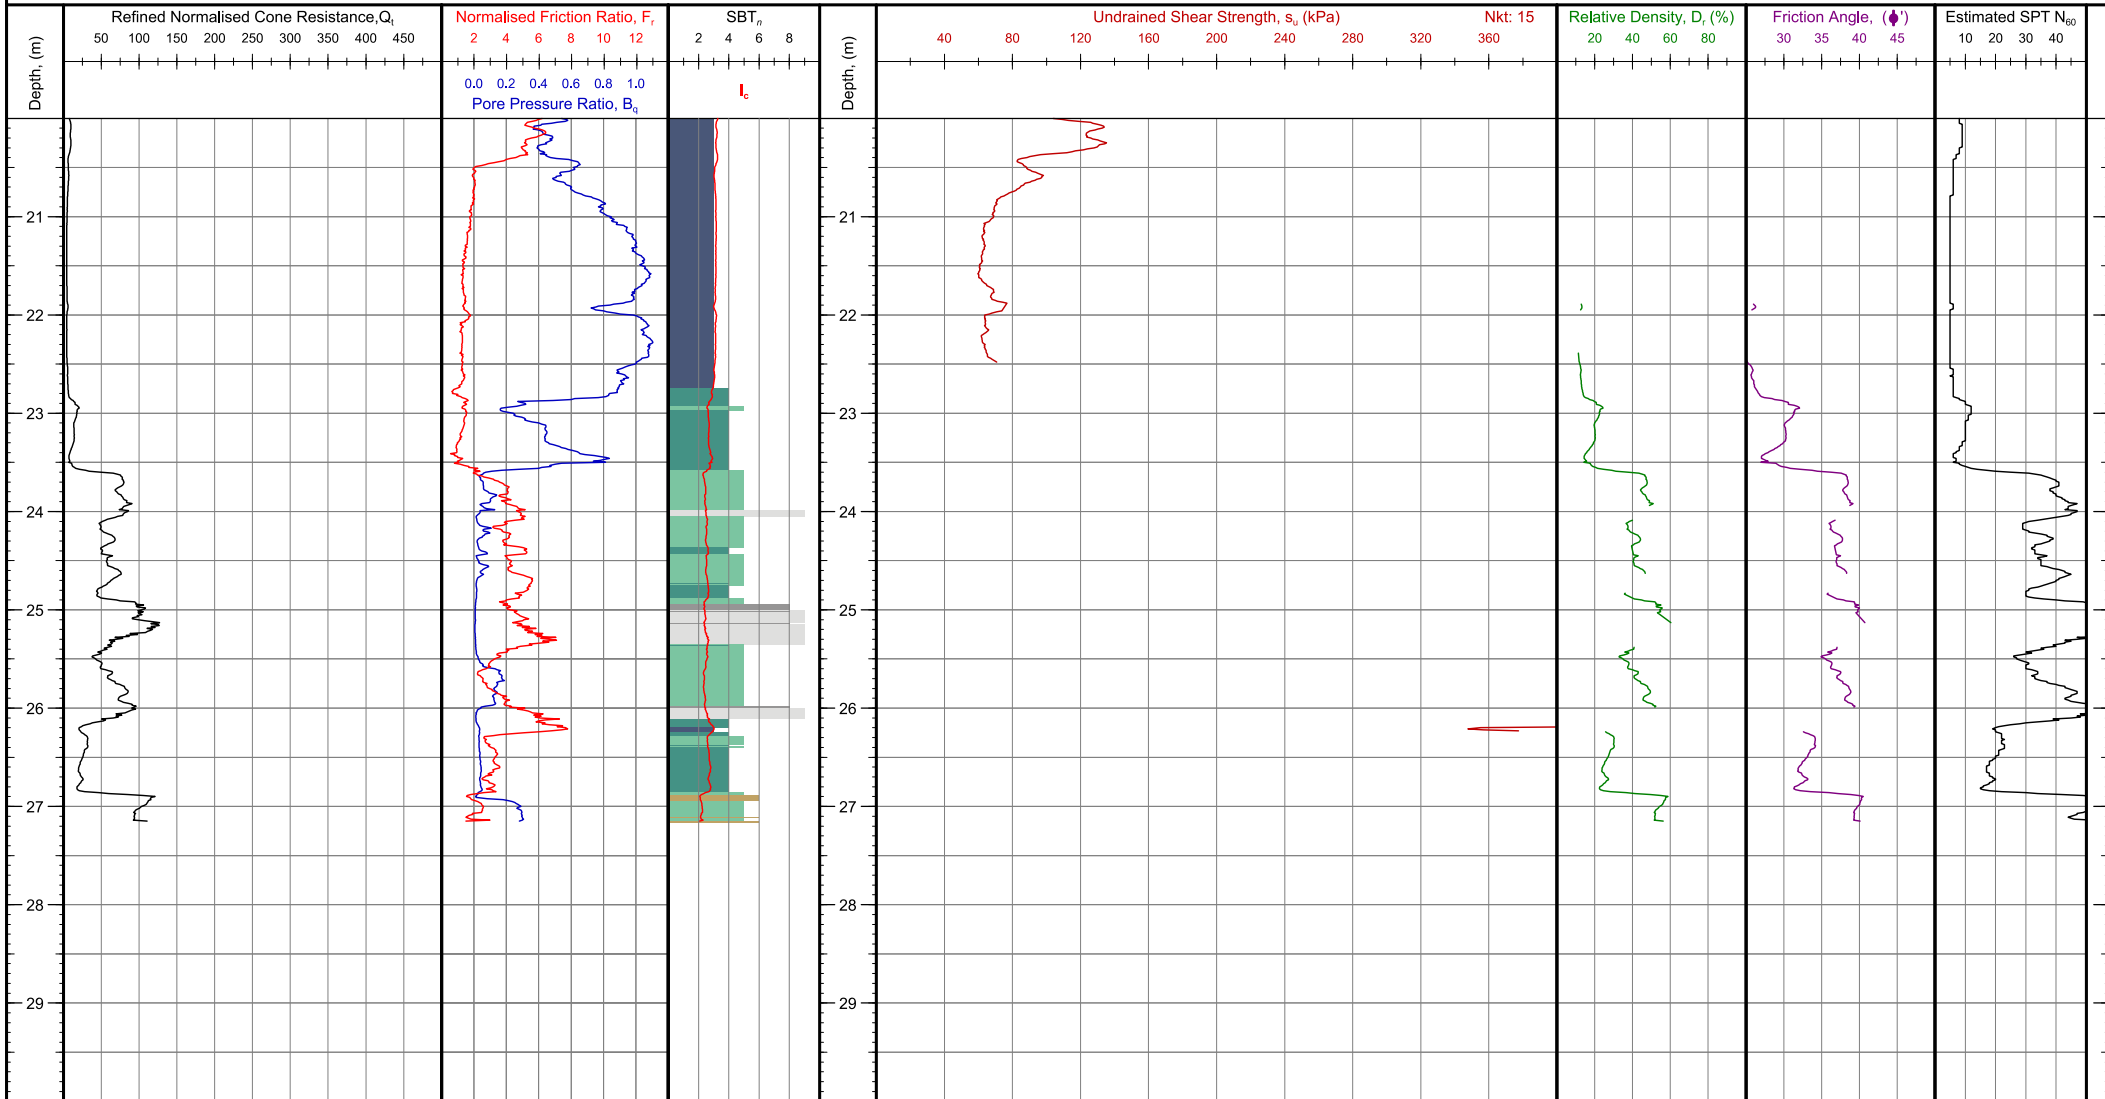 Refined Normalised Cone Resistance,Qt
50 100 150 200 250 300 350 400 450
Normalised Friction Ratio, Fr
2 4 6 8 10 12
0.0 0.2 0.4 0.6 0.8 1.0
Pore Pressure Ratio, Bq
SBTn
2 4 6 8
Ic
Undrained Shear Strength, su (kPa) Nkt: 15
40 80 120 160 200 240 280 320 360
Relative Density, Dr (%)
20 40 60 80
Friction Angle, (ϕ')
30 35 40 45
Estimated SPT N60
10 20 30 40
Depth, (m)
Depth, (m)
21 21
22 22
23 23
24 24
25 25
26 26
27 27
28 28
29 29